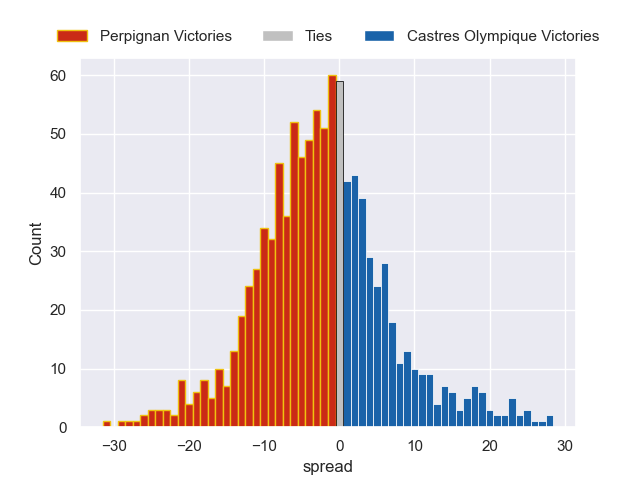 Perpignan Victories
Ties
Castres Olympique Victories
60
50
40
30
20
10
0
Count
−30
−20
−10
0
10
20
30
spread